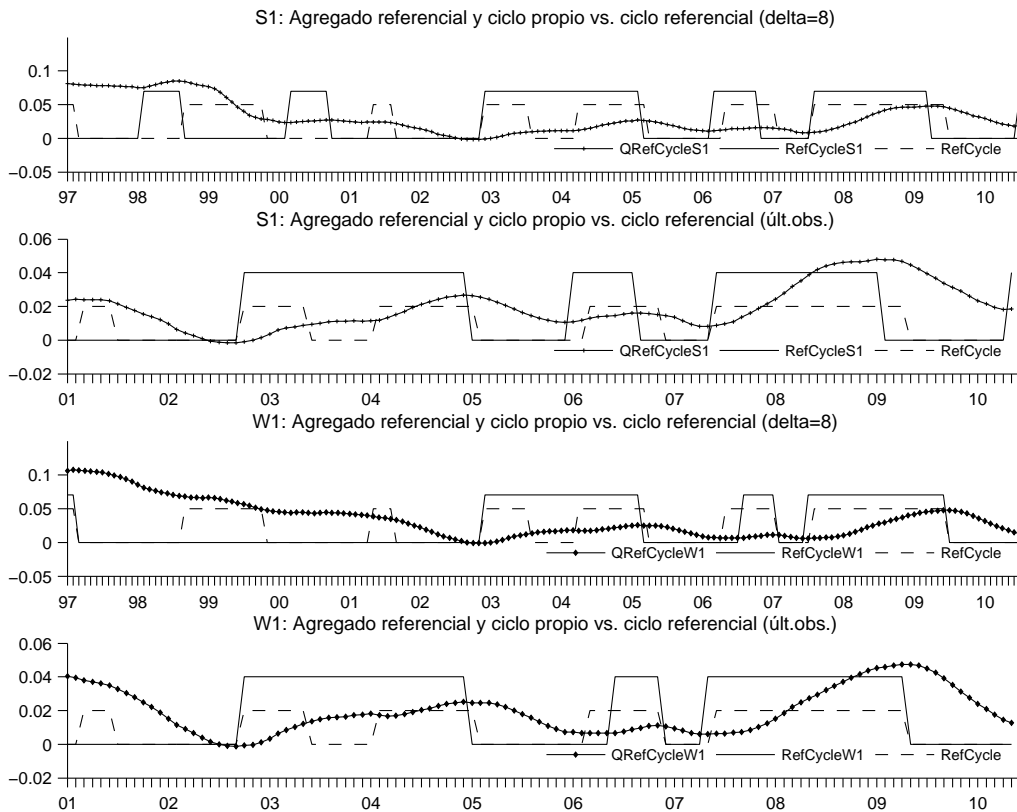 S1: Agregado referencial y ciclo propio vs. ciclo referencial (delta=8)
0.1
0.05
0
−0.05
QRefCycleS1 RefCycleS1 RefCycle
97 98 99 00 01 02 03 04 05 06 07 08 09 10
S1: Agregado referencial y ciclo propio vs. ciclo referencial (últ.obs.)
0.06
0.04
0.02
0
−0.02
QRefCycleS1 RefCycleS1 RefCycle
01 02 03 04 05 06 07 08 09 10
W1: Agregado referencial y ciclo propio vs. ciclo referencial (delta=8)
0.1
0.05
0
−0.05
QRefCycleW1 RefCycleW1 RefCycle
97 98 99 00 01 02 03 04 05 06 07 08 09 10
W1: Agregado referencial y ciclo propio vs. ciclo referencial (últ.obs.)
0.06
0.04
0.02
0
−0.02
QRefCycleW1 RefCycleW1 RefCycle
01 02 03 04 05 06 07 08 09 10